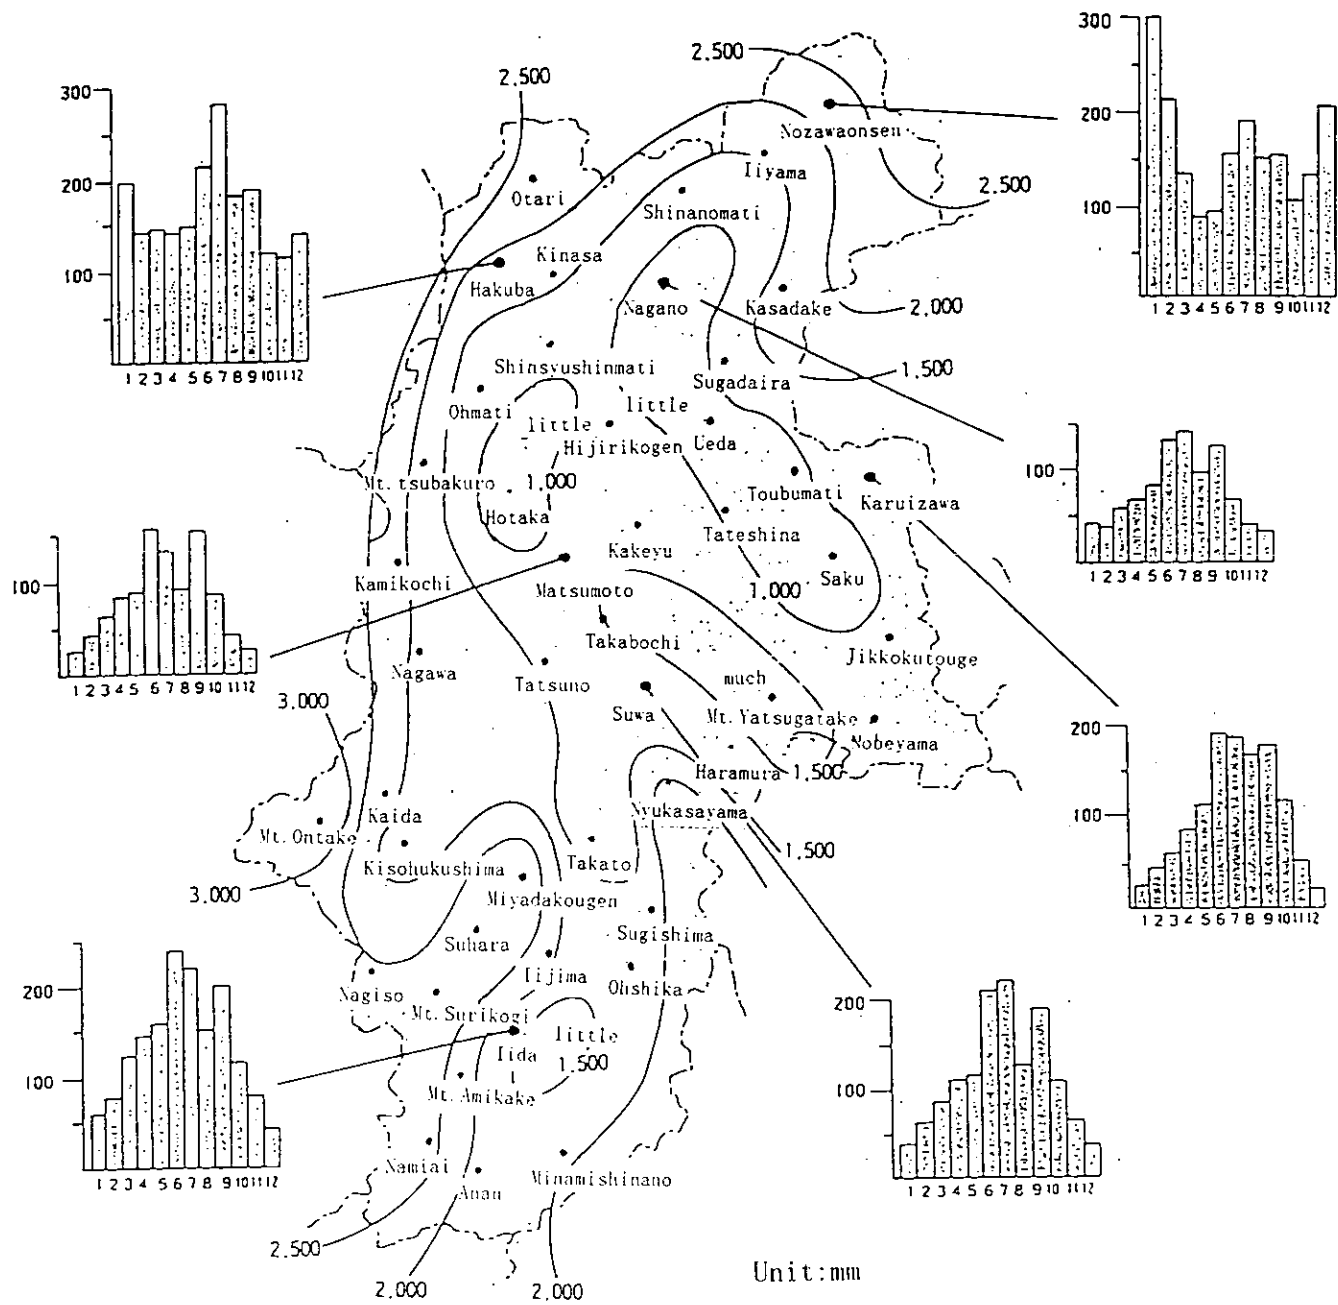 2.500
2.500
300
200
100
1 2 3 4 5 6 7 8 9 10 11 12
300
200
100
1 2 3 4 5 6 7 8 9 10 11 12
Nozawaonsen
Iiyama
2.500
Otari
Shinanomati
Kinasa
Hakuba
Nagano
Kasadake
2,000
Shinsyushinmati
Sugadaira
1.500
Ohmati
little
little
Hijirikogen
Ueda
100
1 2 3 4 5 6 7 8 9 10 11 12
Mt.tsubakuro
1,000
Hotaka
Toubumati
Karuizawa
Tateshina
Kakeyu
100
1 2 3 4 5 6 7 8 9 10 11 12
Kamikochi
Matsumoto
Saku
1.000
Takabochi
Jikkokutouge
Nagawa
Tatsuno
much
3.000
Suwa
Mt.Yatsugatake
Nobeyama
200
100
1 2 3 4 5 6 7 8 9 10 11 12
Haramura
1,500
Kaida
Nyukasayama
Mt.Ontake
1,500
Kisohukushima
Takato
3.000
Miyadakougen
Suhara
Sugishima
Iijima
Ohshika
200
100
1 2 3 4 5 6 7 8 9 10 11 12
Nagiso
Mt.Surikogi
little
Iida
1.500
Mt.Amikake
200
100
1 2 3 4 5 6 7 8 9 10 11 12
Namiai
Anan
Minamishinano
2.500
2,000
2,000
Unit:mm